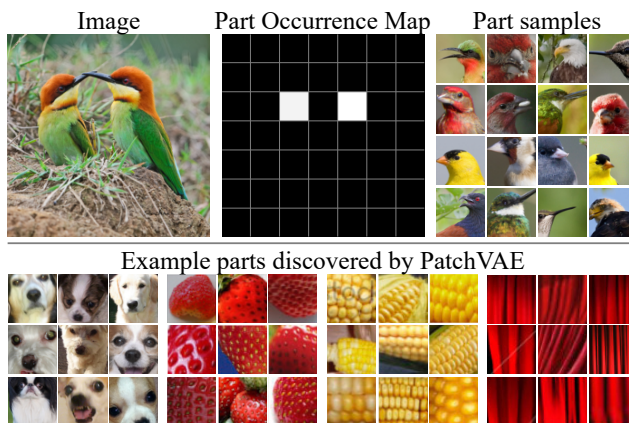 Image
Part Occurrence Map
Part samples
Example parts discovered by PatchVAE